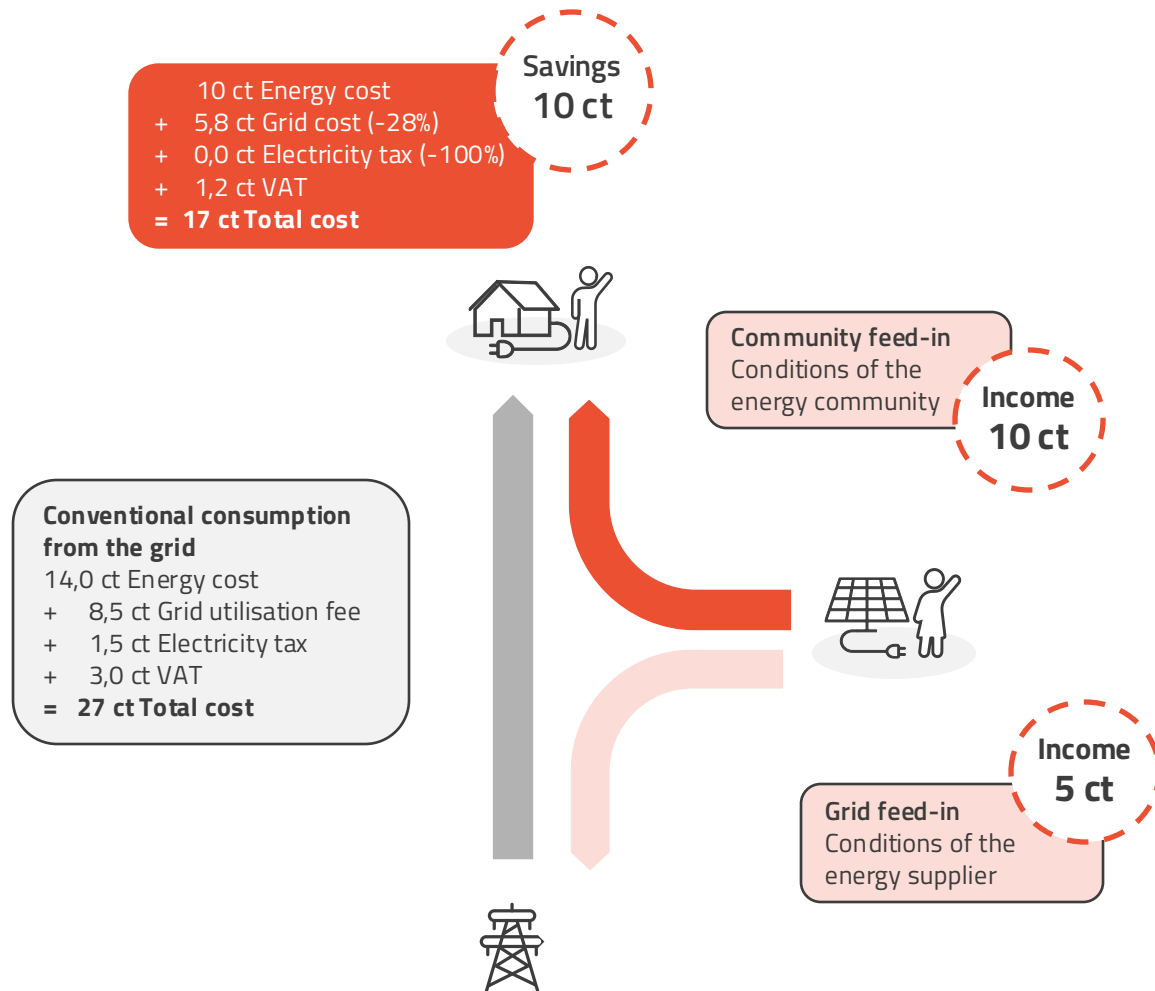 Savings
10 ct
10 ct Energy cost
+ 5,8 ct Grid cost (-28%)
+ 0,0 ct Electricity tax (-100%)
+ 1,2 ct VAT
= 17 ct Total cost
Community feed-in
Conditions of the
energy community
Income
10 ct
Conventional consumption
from the grid
14,0 ct Energy cost
+ 8,5 ct Grid utilisation fee
+ 1,5 ct Electricity tax
+ 3,0 ct VAT
= 27 ct Total cost
Income
5 ct
Grid feed-in
Conditions of the
energy supplier